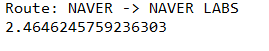 Route: NAVER -> NAVER LABS
2.4646245759236303